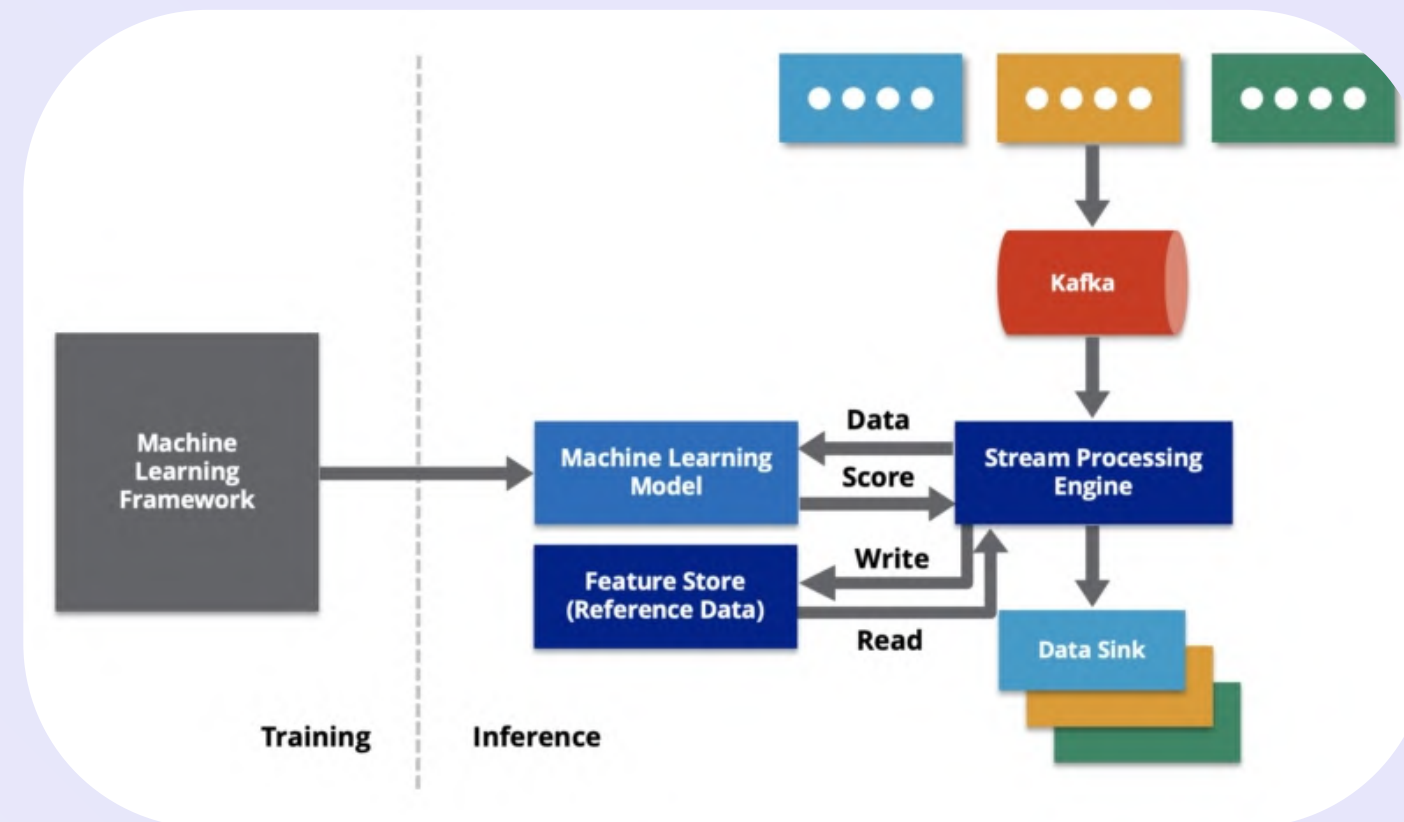 Kafka
Machine
Learning
Framework
Machine Learning
Model
Data
Score
Stream Processing
Engine
Feature Store
(Reference Data)
Write
Read
Data Sink
Training
Inference